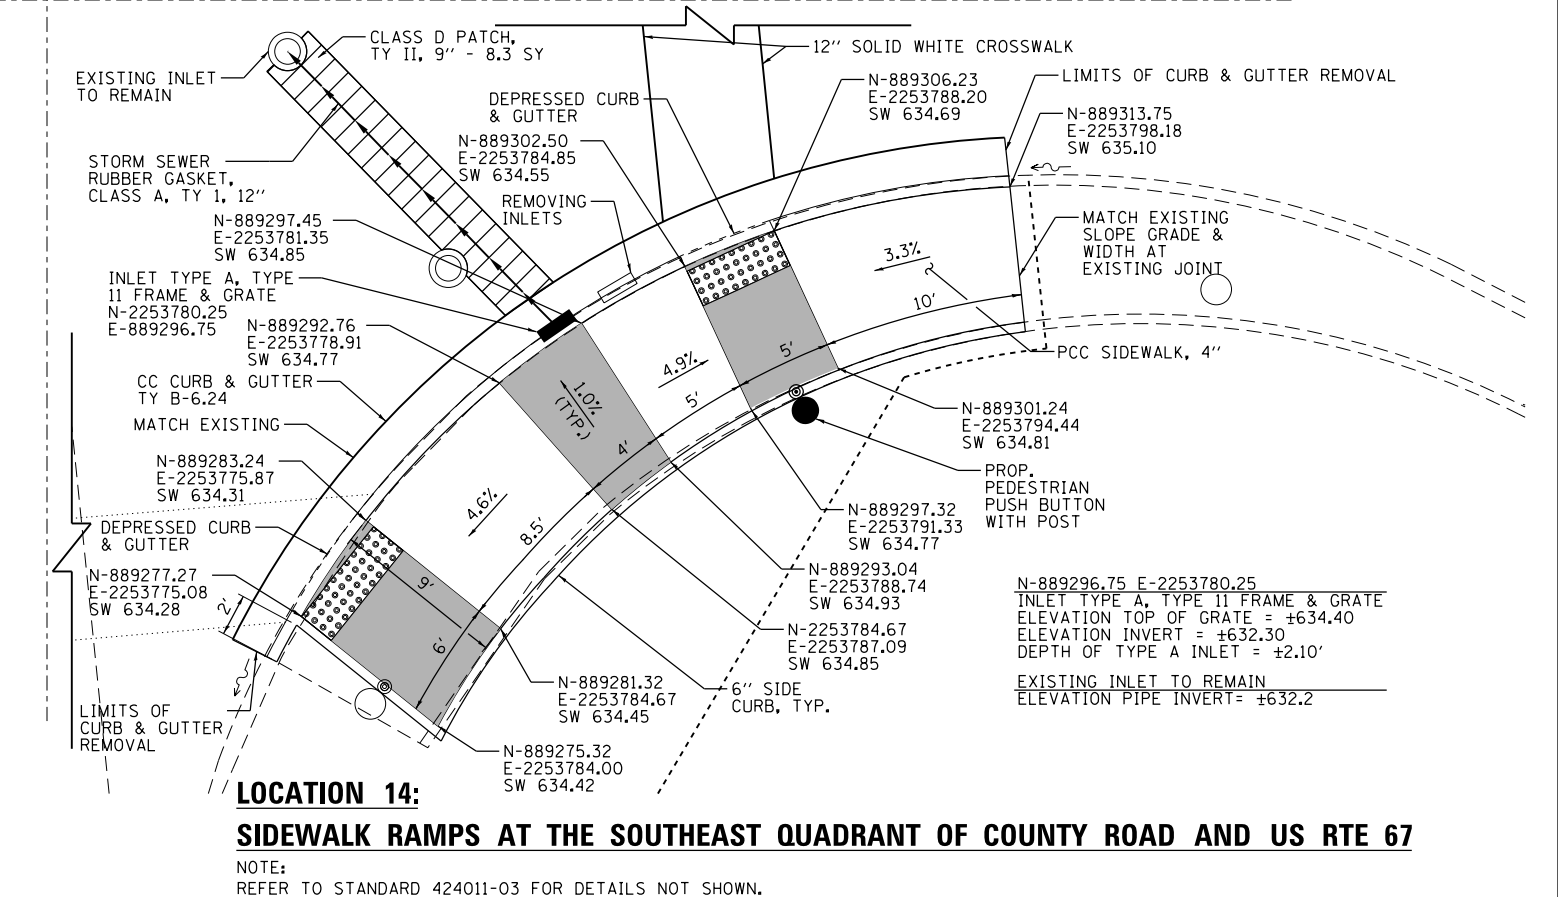 CLASS D PATCH,
TY II, 9" - 8.3 SY
EXISTING INLET
TO REMAIN
12" SOLID WHITE CROSSWALK
N-889306.23
E-2253788.20
SW 634.69
LIMITS OF CURB & GUTTER REMOVAL
DEPRESSED CURB
& GUTTER
N-889313.75
E-2253798.18
SW 635.10
N-889302.50
E-2253784.85
SW 634.55
STORM SEWER
RUBBER GASKET,
CLASS A, TY 1, 12"
REMOVING
INLETS
N-889297.45
E-2253781.35
SW 634.85
MATCH EXISTING
SLOPE GRADE &
WIDTH AT
EXISTING JOINT
3.3%
INLET TYPE A, TYPE
11 FRAME & GRATE
N-2253780.25
E-889296.75
10'
N-889292.76
E-2253778.91
SW 634.77
5'
4.9%
PCC SIDEWALK, 4"
CC CURB & GUTTER
TY B-6.24
1.0%
(TYP.)
5'
N-889301.24
E-2253794.44
SW 634.81
MATCH EXISTING
4'
N-889283.24
E-2253775.87
SW 634.31
PROP.
PEDESTRIAN
PUSH BUTTON
WITH POST
4.6%
8.5'
N-889297.32
E-2253791.33
SW 634.77
DEPRESSED CURB
& GUTTER
N-889277.27
E-2253775.08
SW 634.28
9'
N-889293.04
E-2253788.74
SW 634.93
2'
6'
N-2253784.67
E-2253787.09
SW 634.85
N-889296.75 E-2253780.25
INLET TYPE A, TYPE 11 FRAME & GRATE
ELEVATION TOP OF GRATE = ±634.40
ELEVATION INVERT = ±632.30
DEPTH OF TYPE A INLET = ±2.10'
EXISTING INLET TO REMAIN
ELEVATION PIPE INVERT= ±632.2
N-889281.32
E-2253784.67
SW 634.45
6" SIDE
CURB, TYP.
LIMITS OF
CURB & GUTTER
REMOVAL
N-889275.32
E-2253784.00
SW 634.42
LOCATION 14:
SIDEWALK RAMPS AT THE SOUTHEAST QUADRANT OF COUNTY ROAD AND US RTE 67
NOTE:
REFER TO STANDARD 424011-03 FOR DETAILS NOT SHOWN.